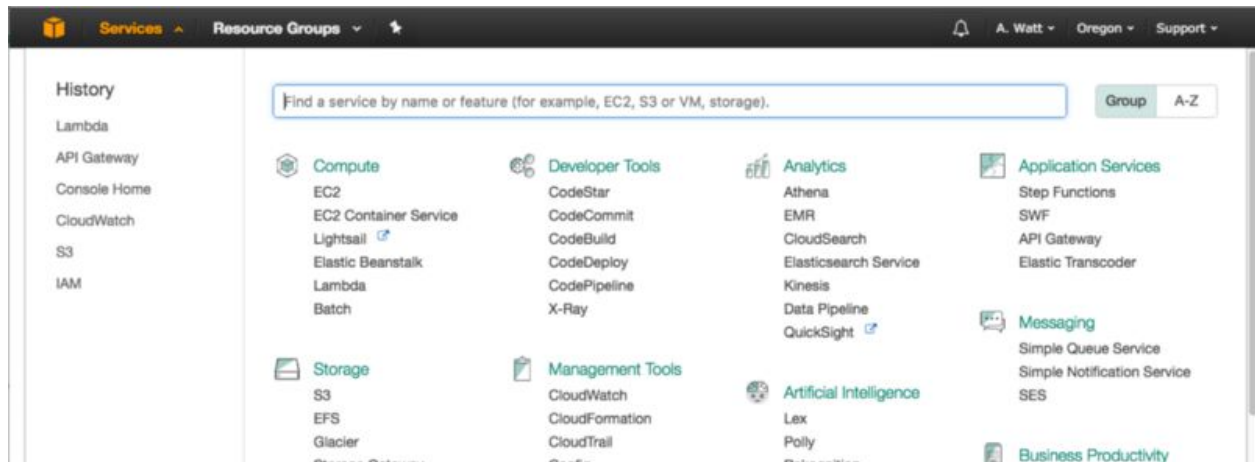 Services Resource Groups A. Watt Oregon Support
History
Lambda
API Gateway
Console Home
CloudWatch
S3
IAM
Find a service by name or feature (for example, EC2, S3 or VM, storage).
Group A-Z
Compute
EC2
EC2 Container Service
Lightsail
Elastic Beanstalk
Lambda
Batch
Storage
S3
EFS
Glacier
Storage Gateway
Developer Tools
CodeStar
CodeCommit
CodeBuild
CodeDeploy
CodePipeline
X-Ray
Management Tools
CloudWatch
CloudFormation
CloudTrail
Config
Analytics
Athena
EMR
CloudSearch
Elasticsearch Service
Kinesis
Data Pipeline
QuickSight
Artificial Intelligence
Lex
Polly
Rekognition
Application Services
Step Functions
SWF
API Gateway
Elastic Transcoder
Messaging
Simple Queue Service
Simple Notification Service
SES
Business Productivity